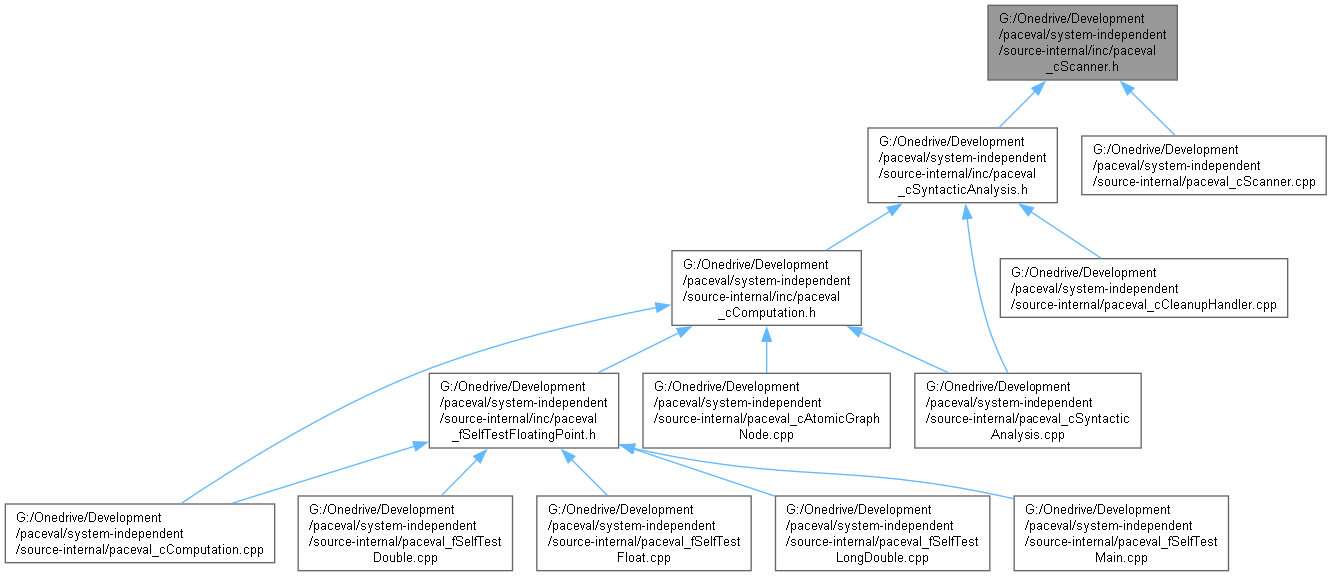 G:/Onedrive/Development
/paceval/system-independent
/source-internal/inc/paceval
_cScanner.h
G:/Onedrive/Development
/paceval/system-independent
/source-internal/inc/paceval
_cSyntacticAnalysis.h
G:/Onedrive/Development
/paceval/system-independent
/source-internal/paceval_cScanner.cpp
G:/Onedrive/Development
/paceval/system-independent
/source-internal/inc/paceval
_cComputation.h
G:/Onedrive/Development
/paceval/system-independent
/source-internal/paceval_cCleanupHandler.cpp
G:/Onedrive/Development
/paceval/system-independent
/source-internal/inc/paceval
_fSelfTestFloatingPoint.h
G:/Onedrive/Development
/paceval/system-independent
/source-internal/paceval_cAtomicGraph
Node.cpp
G:/Onedrive/Development
/paceval/system-independent
/source-internal/paceval_cSyntactic
Analysis.cpp
G:/Onedrive/Development
/paceval/system-independent
/source-internal/paceval_cComputation.cpp
G:/Onedrive/Development
/paceval/system-independent
/source-internal/paceval_fSelfTest
Double.cpp
G:/Onedrive/Development
/paceval/system-independent
/source-internal/paceval_fSelfTest
Float.cpp
G:/Onedrive/Development
/paceval/system-independent
/source-internal/paceval_fSelfTest
LongDouble.cpp
G:/Onedrive/Development
/paceval/system-independent
/source-internal/paceval_fSelfTest
Main.cpp